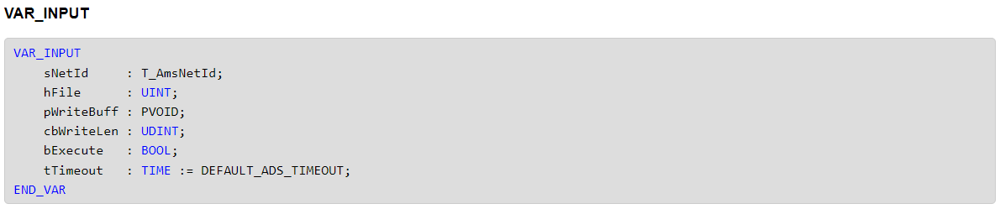 VAR_INPUT
VAR_INPUT
    sNetId     : T_AmsNetId;
    hFile      : UINT;
    pWriteBuff : PVOID;
    cbWriteLen : UDINT;
    bExecute   : BOOL;
    tTimeout   : TIME := DEFAULT_ADS_TIMEOUT;
END_VAR